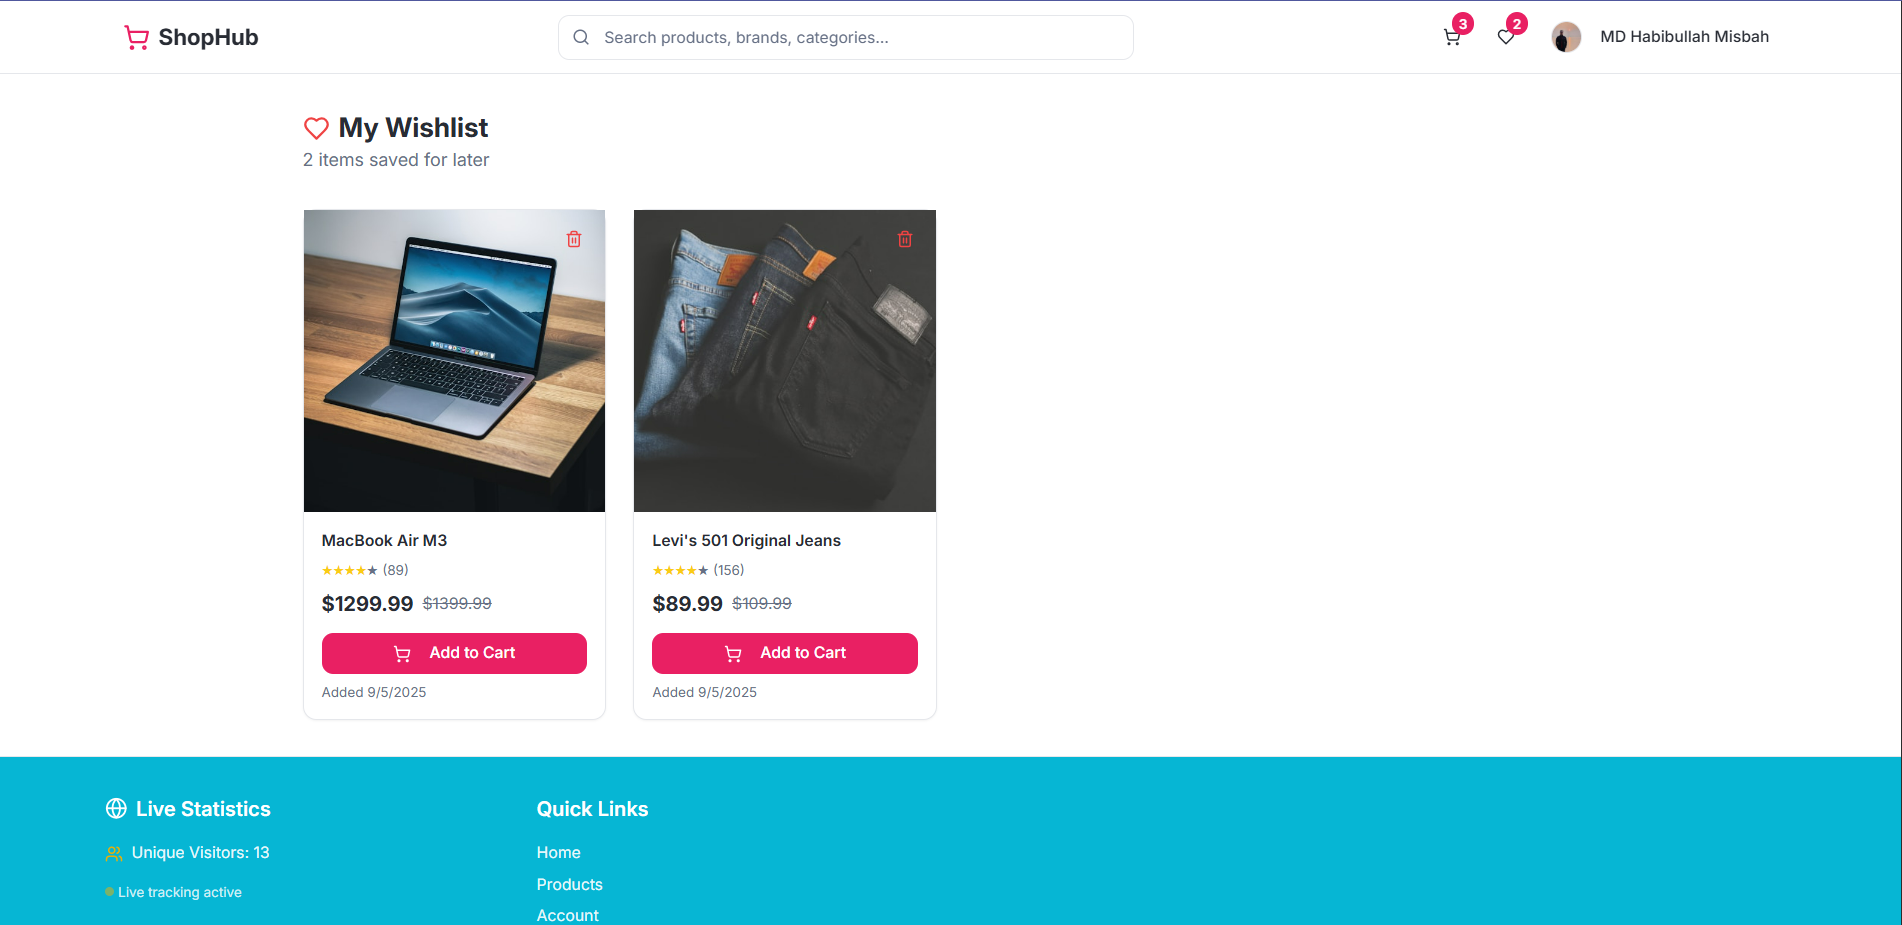 ShopHub
Search products, brands, categories...
3
2
MD Habibullah Misbah
My Wishlist
2 items saved for later
MacBook Air M3
★★★★★ (89)
$1299.99 $1399.99
Add to Cart
Added 9/5/2025
Levi's 501 Original Jeans
★★★★★ (156)
$89.99 $109.99
Add to Cart
Added 9/5/2025
Live Statistics
Unique Visitors: 13
Live tracking active
Quick Links
Home
Products
Account